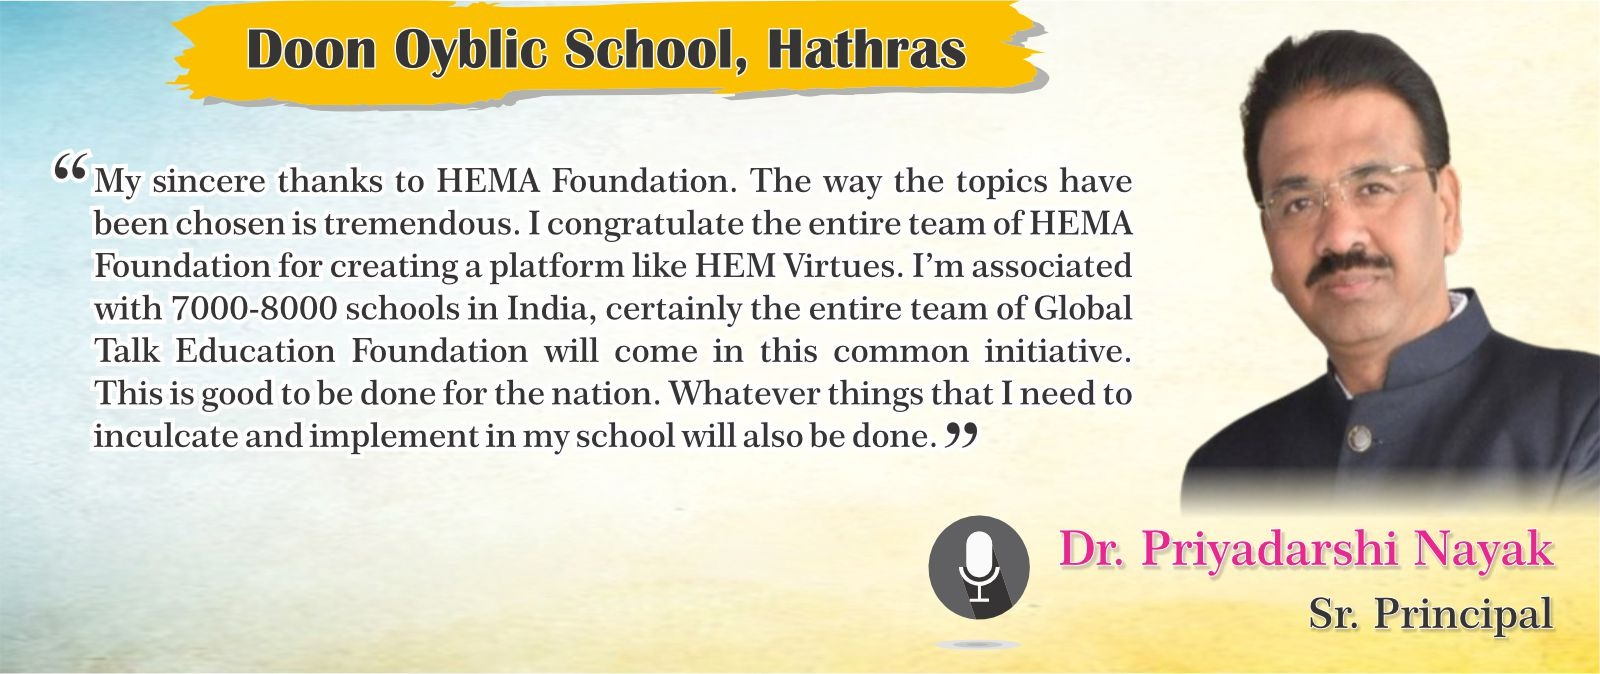 Doon Oyblic School, Hathras
“My sincere thanks to HEMA Foundation. The way the topics have
been chosen is tremendous. I congratulate the entire team of HEMA
Foundation for creating a platform like HEM Virtues. I’m associated
with 7000-8000 schools in India, certainly the entire team of Global
Talk Education Foundation will come in this common initiative.
This is good to be done for the nation. Whatever things that I need to
inculcate and implement in my school will also be done.”
Dr. Priyadarshi Nayak
Sr. Principal